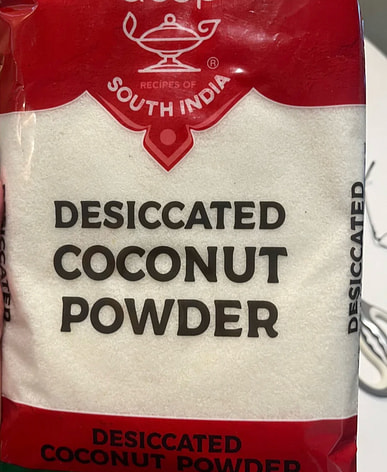 RECIPES OF
®
SOUTH INDIA
DESICCATED
COCONUT
POWDER
DESICCATED
DESICCATED
COCONUT POWDER